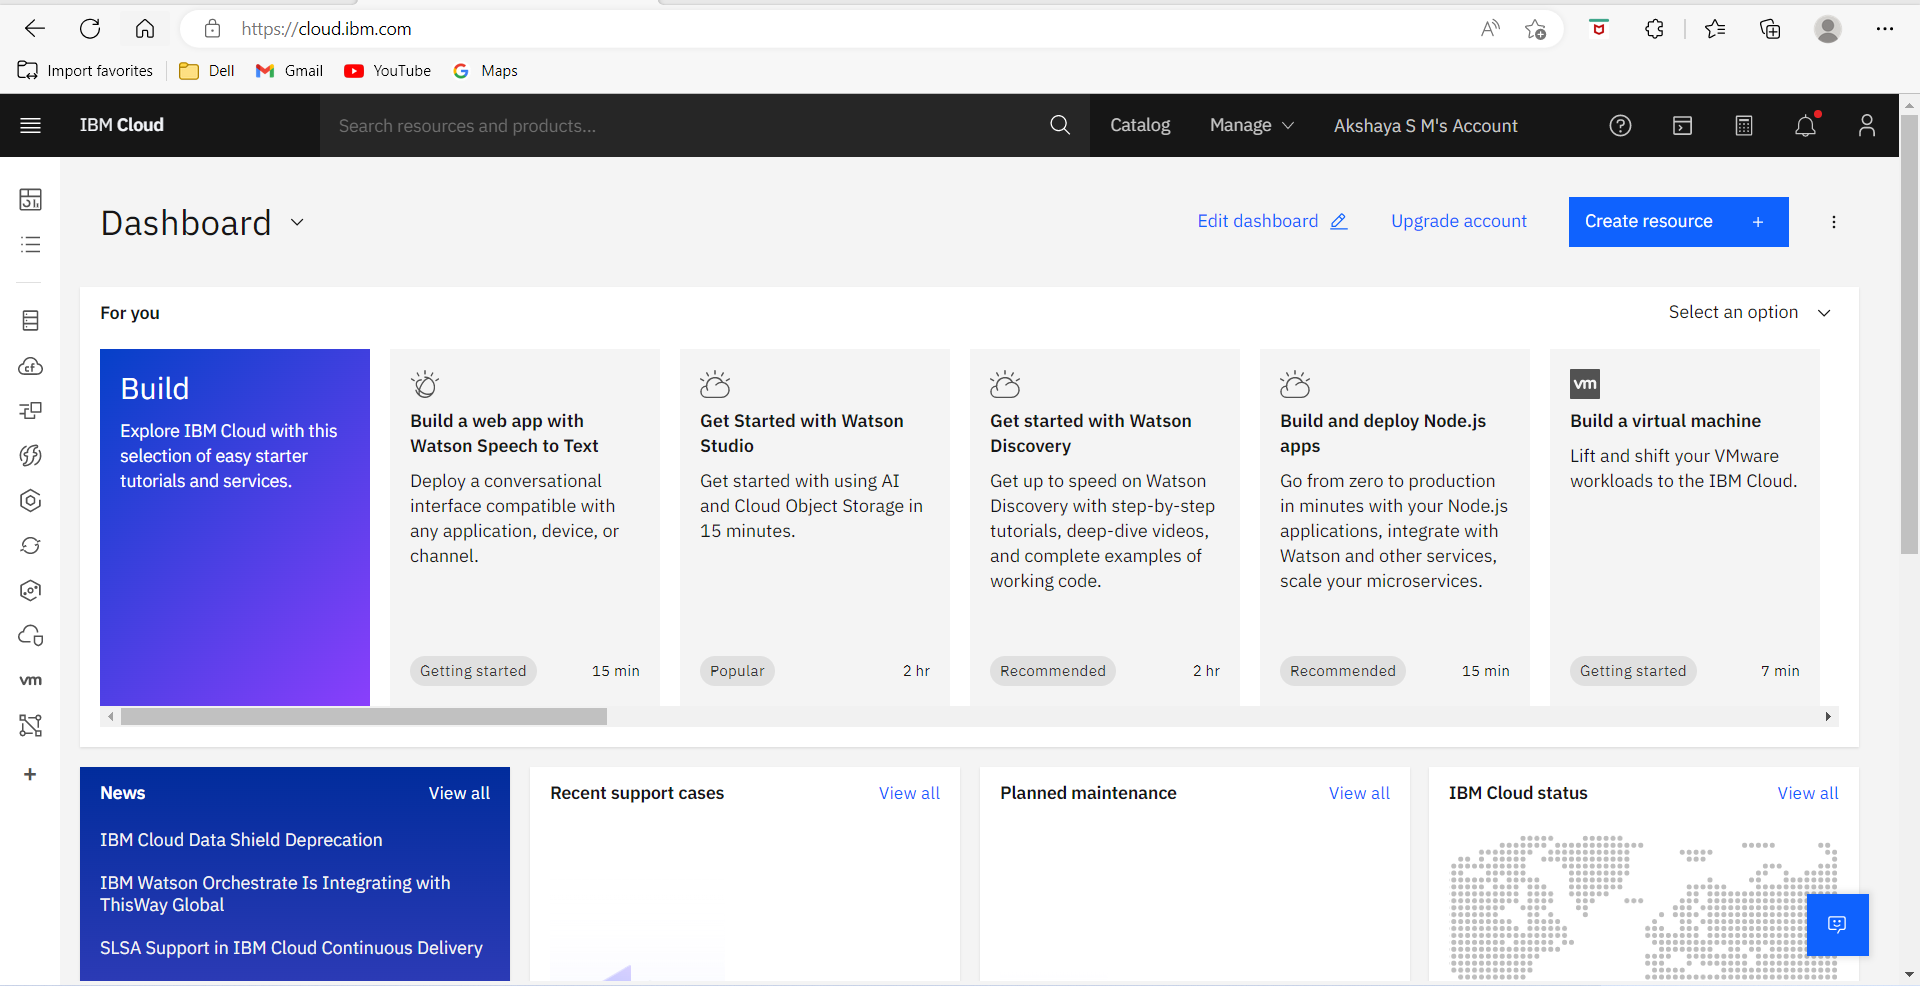 https://cloud.ibm.com
Import favorites
Dell
Gmail
YouTube
Maps
IBM Cloud
Search resources and products...
Catalog
Manage
Akshaya S M's Account
Dashboard
Edit dashboard
Upgrade account
Create resource +
For you
Select an option
Build
Explore IBM Cloud with this
selection of easy starter
tutorials and services.
Build a web app with
Watson Speech to Text
Deploy a conversational
interface compatible with
any application, device, or
channel.
Getting started
15 min
Get Started with Watson
Studio
Get started with using AI
and Cloud Object Storage in
15 minutes.
Popular
2 hr
Get started with Watson
Discovery
Get up to speed on Watson
Discovery with step-by-step
tutorials, deep-dive videos,
and complete examples of
working code.
Recommended
2 hr
Build and deploy Node.js
apps
Go from zero to production
in minutes with your Node.js
applications, integrate with
Watson and other services,
scale your microservices.
Recommended
15 min
vm
Build a virtual machine
Lift and shift your VMware
workloads to the IBM Cloud.
Getting started
7 min
cf
vm
News
View all
IBM Cloud Data Shield Deprecation
IBM Watson Orchestrate Is Integrating with
ThisWay Global
SLSA Support in IBM Cloud Continuous Delivery
Recent support cases
View all
Planned maintenance
View all
IBM Cloud status
View all